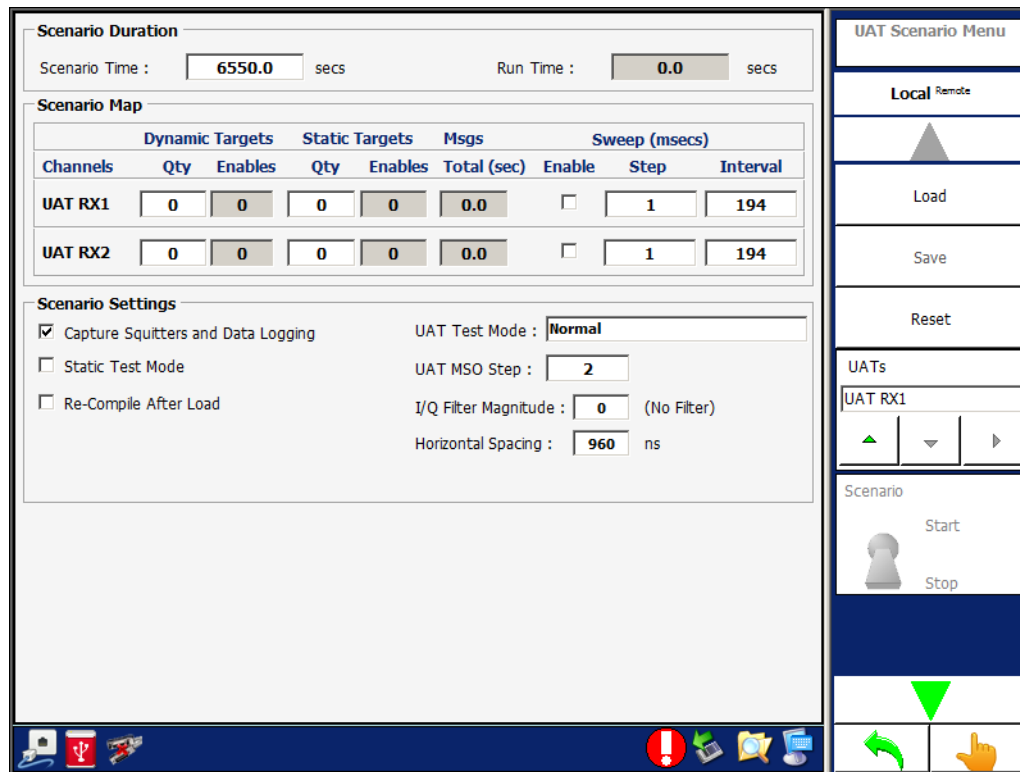 Scenario Duration
Scenario Time : 6550.0 secs Run Time : 0.0 secs
Scenario Map
Dynamic Targets Static Targets Msgs Sweep (msecs)
Channels Qty Enables Qty Enables Total (sec) Enable Step Interval
UAT RX1 0 0 0 0 0.0 1 194
UAT RX2 0 0 0 0 0.0 1 194
Scenario Settings
Capture Squitters and Data Logging
Static Test Mode
Re-Compile After Load
UAT Test Mode : Normal
UAT MSO Step : 2
I/Q Filter Magnitude : 0 (No Filter)
Horizontal Spacing : 960 ns
UAT Scenario Menu
Local Remote
Load
Save
Reset
UATs
UAT RX1
Scenario
Start
Stop